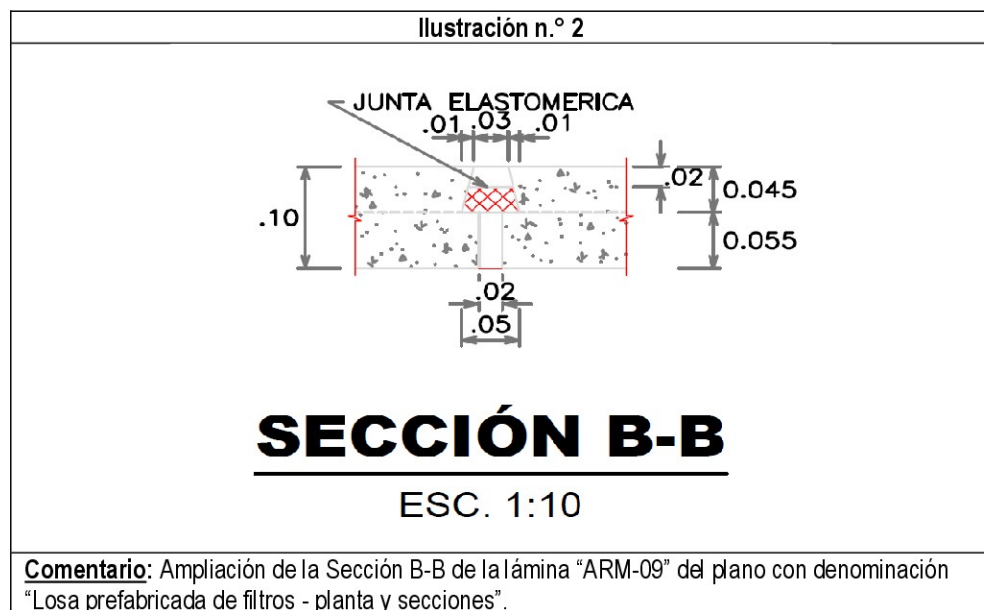 Ilustración n.° 2
JUNTA ELASTOMERICA
.01 .03 .01
.02
0.045
.10
0.055
.02
.05
SECCIÓN B-B
ESC. 1:10
Comentario: Ampliación de la Sección B-B de la lámina “ARM-09” del plano con denominación
“Losa prefabricada de filtros - planta y secciones”.